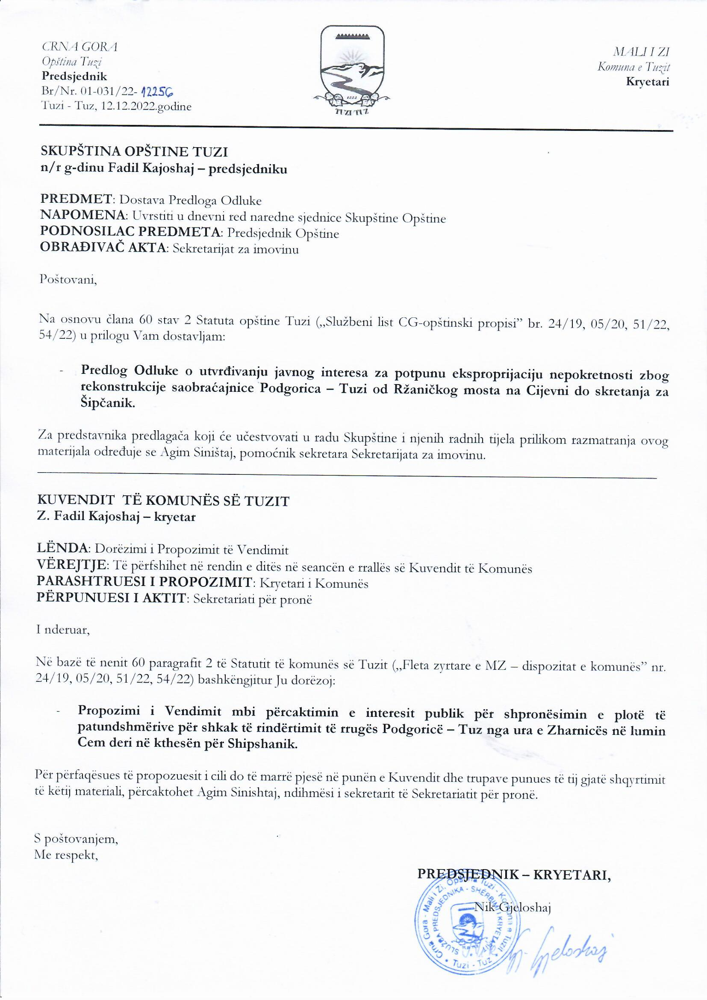 CRNA GORA
Opština Tuzi
Predsjednik
Br/Nr. 01-031/22- 12256
Tuzi - Tuz, 12.12.2022.godine
1222
TUZI TUZ
MALI I ZI
Komuna e Tuzit
Kryetari
SKUPŠTINA OPŠTINE TUZI
n/r g-dinu Fadil Kajoshaj – predsjedniku
PREDMET: Dostava Predloga Odluke
NAPOMENA: Uvrstiti u dnevni red naredne sjednice Skupštine Opštine
PODNOSILAC PREDMETA: Predsjednik Opštine
OBRAĐIVAČ AKTA: Sekretarijat za imovinu
Poštovani,
Na osnovu člana 60 stav 2 Statuta opštine Tuzi („Službeni list CG-opštinski propisi” br. 24/19, 05/20, 51/22,
54/22) u prilogu Vam dostavljam:
- Predlog Odluke o utvrđivanju javnog interesa za potpunu eksproprijaciju nepokretnosti zbog
rekonstrukcije saobraćajnice Podgorica – Tuzi od Ržaničkog mosta na Cijevni do skretanja za
Šipčanik.
Za predstavnika predlagača koji će učestvovati u radu Skupštine i njenih radnih tijela prilikom razmatranja ovog
materijala određuje se Agim Siništaj, pomoćnik sekretara Sekretarijata za imovinu.
KUVENDIT TË KOMUNËS SË TUZIT
Z. Fadil Kajoshaj – kryetar
LËNDA: Dorëzimi i Propozimit të Vendimit
VËREJTJE: Të përfshihet në rendin e ditës në seancën e rrallës së Kuvendit të Komunës
PARASHTRUESI I PROPOZIMIT: Kryetari i Komunës
PËRPUNUESI I AKTIT: Sekretariati për pronë
I nderuar,
Në bazë të nenit 60 paragrafit 2 të Statutit të komunës së Tuzit („Fleta zyrtare e MZ – dispozitat e komunës” nr.
24/19, 05/20, 51/22, 54/22) bashkëngjitur Ju dorëzoj:
- Propozimi i Vendimit mbi përcaktimin e interesit publik për shpronësimin e plotë të
patundshmërive për shkak të rindërtimit të rrugës Podgoricë – Tuz nga ura e Zharnicës në lumin
Cem deri në kthesën për Shipshanik.
Për përfaqësues të propozuesit i cili do të marrë pjesë në punën e Kuvendit dhe trupave punues të tij gjatë shqyrtimit
të këtij materiali, përcaktohet Agim Sinishtaj, ndihmësi i sekretarit të Sekretariatit për pronë.
S poštovanjem,
Me respekt,
PREDSJEDNIK – KRYETARI,
Nik Gjeloshaj
Crna Gora - Mali i Zi, Opština Tuzi - Komuna e Tuzit
SLUŽBA PREDSJEDNIKA - SHËRBIMI I KRYETARIT
Tuzi - Tuz
Gjeloshaj